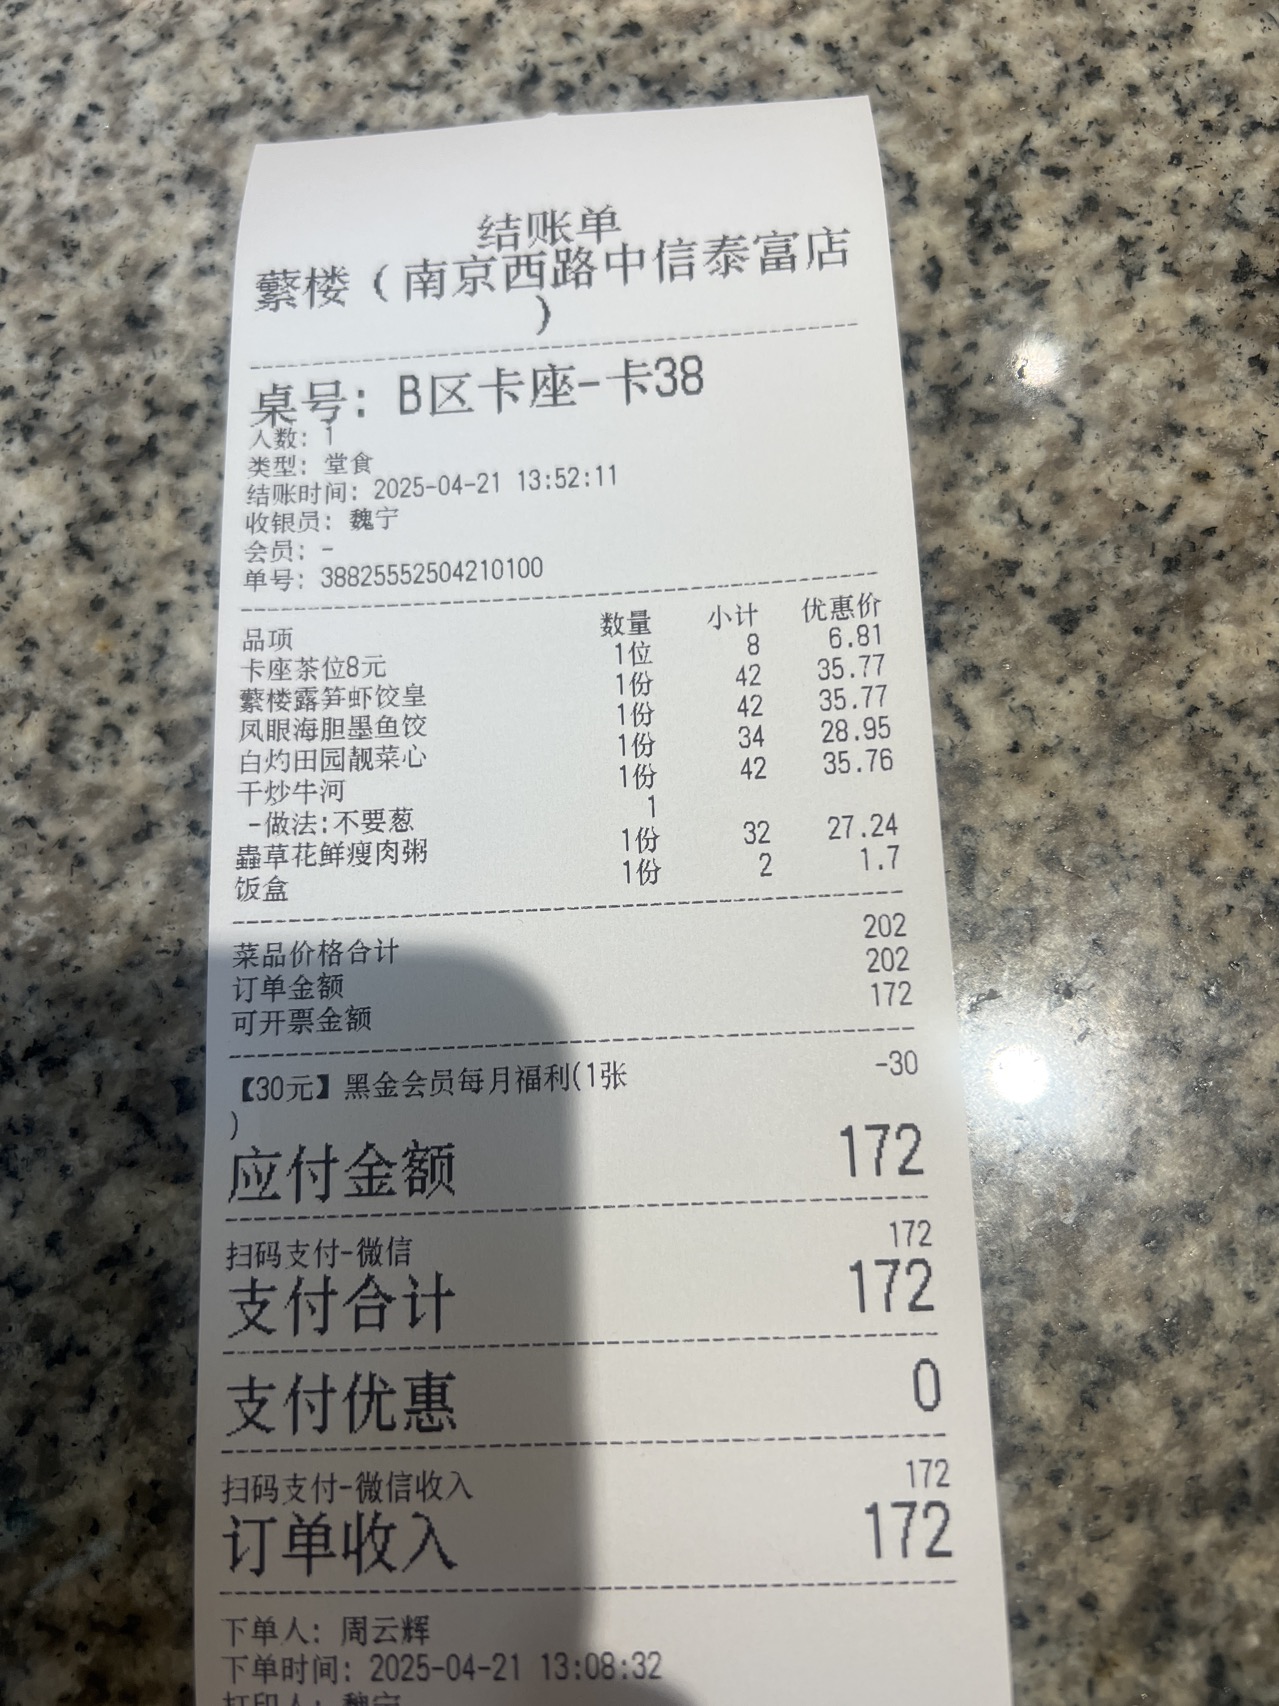 结账单
蘩楼（南京西路中信泰富店
）
桌号：B区卡座-卡38
人数：1
类型：堂食
结账时间：2025-04-21 13:52:11
收银员：魏宁
会员：-
单号：38825552504210100
品项 数量 小计 优惠价
卡座茶位8元 1位 8 6.81
蘩楼露笋虾饺皇 1份 42 35.77
凤眼海胆墨鱼饺 1份 42 35.77
白灼田园靓菜心 1份 34 28.95
干炒牛河 1份 42 35.76
-做法:不要葱 1
蟲草花鲜瘦肉粥 1份 32 27.24
饭盒 1份 2 1.7
菜品价格合计 202
订单金额 202
可开票金额 172
【30元】黑金会员每月福利(1张 -30
)
应付金额 172
扫码支付-微信 172
支付合计 172
支付优惠 0
扫码支付-微信收入 172
订单收入 172
下单人：周云辉
下单时间：2025-04-21 13:08:32
打印人：魏宁